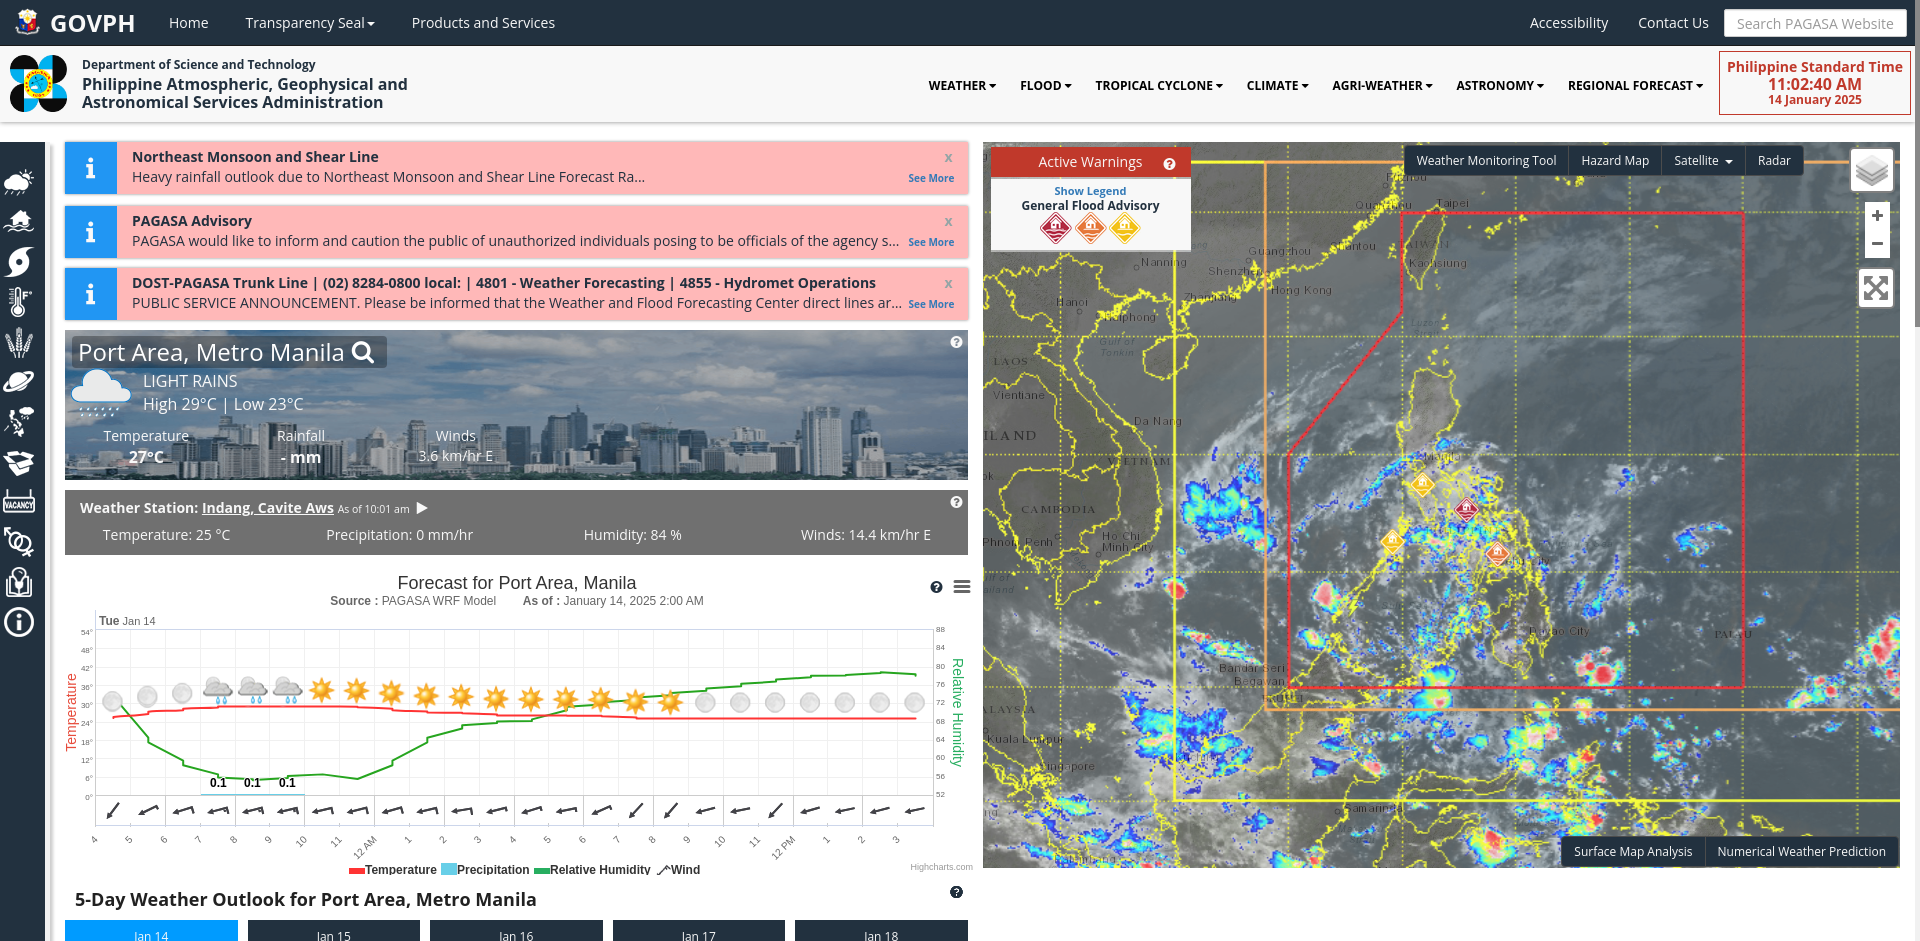 GOVPH
Home
Transparency Seal
Products and Services
Accessibility
Contact Us
Search PAGASA Website
Department of Science and Technology
Philippine Atmospheric, Geophysical and
Astronomical Services Administration
WEATHER
FLOOD
TROPICAL CYCLONE
CLIMATE
AGRI-WEATHER
ASTRONOMY
REGIONAL FORECAST
Philippine Standard Time
11:02:40 AM
14 January 2025
VACANCY
Northeast Monsoon and Shear Line
x
Heavy rainfall outlook due to Northeast Monsoon and Shear Line Forecast Ra...
See More
PAGASA Advisory
x
PAGASA would like to inform and caution the public of unauthorized individuals posing to be officials of the agency s...
See More
DOST-PAGASA Trunk Line | (02) 8284-0800 local: | 4801 - Weather Forecasting | 4855 - Hydromet Operations
x
PUBLIC SERVICE ANNOUNCEMENT. Please be informed that the Weather and Flood Forecasting Center direct lines ar...
See More
Port Area, Metro Manila
LIGHT RAINS
High 29°C | Low 23°C
Temperature
27°C
Rainfall
- mm
Winds
3.6 km/hr E
Weather Station: Indang, Cavite Aws As of 10:01 am
Temperature: 25 °C
Precipitation: 0 mm/hr
Humidity: 84 %
Winds: 14.4 km/hr E
Forecast for Port Area, Manila
Source : PAGASA WRF Model As of : January 14, 2025 2:00 AM
Tue Jan 14
Temperature
54°
48°
42°
36°
30°
24°
18°
12°
6°
0°
88
84
80
76
72
68
64
60
56
52
Relative Humidity
0.1
0.1
0.1
4
5
6
7
8
9
10
11
12 AM
1
2
3
4
5
6
7
8
9
10
11
12 PM
1
2
3
Temperature
Precipitation
Relative Humidity
Wind
Highcharts.com
5-Day Weather Outlook for Port Area, Metro Manila
Jan 14
Jan 15
Jan 16
Jan 17
Jan 18
Active Warnings
Show Legend
General Flood Advisory
Weather Monitoring Tool
Hazard Map
Satellite
Radar
+
−
Taipei
Guangzhou
Nanning
Shenzhen
Kaohsiung
Hong Kong
Hanoi
Gulf of
Tonkin
LAOS
Vientiane
Da Nang
VIETNAM
CAMBODIA
Phnom Penh
Ho Chi
Minh City
Davao City
PALAU
Bandar Seri
Begawan
Kuala Lumpur
Singapore
Samarinda
Surface Map Analysis
Numerical Weather Prediction